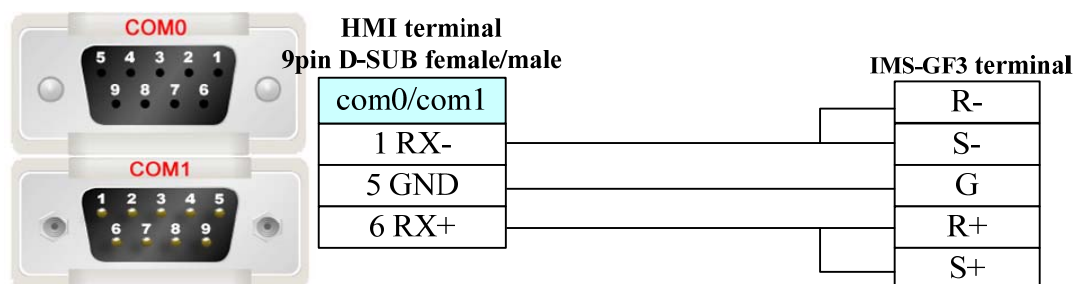 COM0
5 4 3 2 1
9 8 7 6
COM1
1 2 3 4 5
6 7 8 9
HMI terminal
9pin D-SUB female/male
com0/com1
1 RX-
5 GND
6 RX+
IMS-GF3 terminal
R-
S-
G
R+
S+